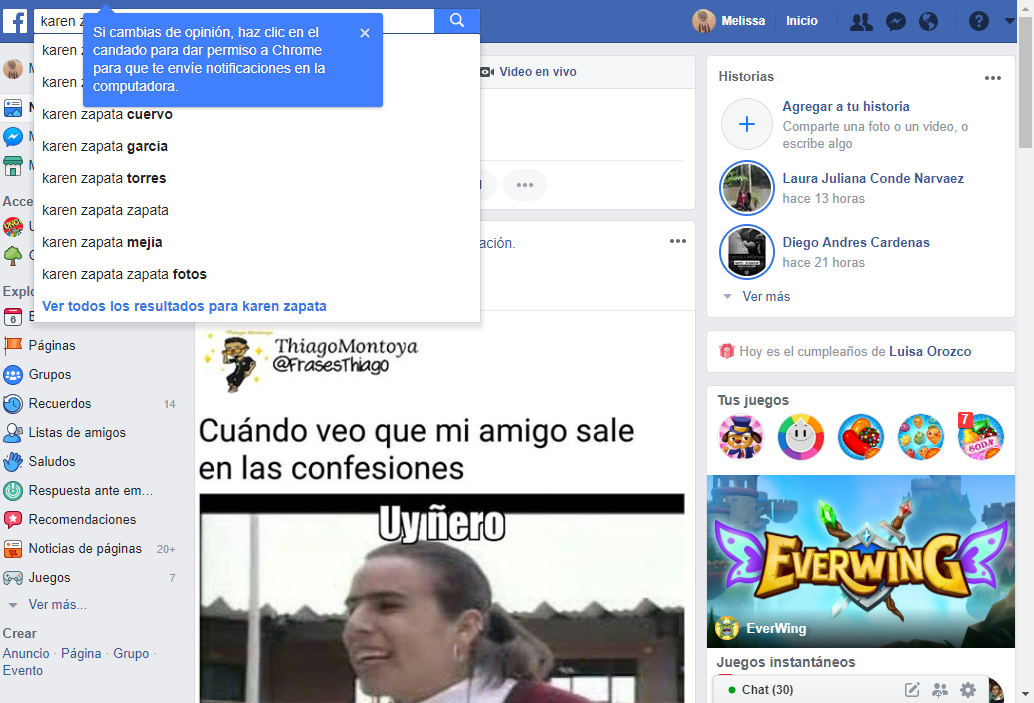 karen z
Melissa
Inicio
Si cambias de opinión, haz clic en el
candado para dar permiso a Chrome
para que te envíe notificaciones en la
computadora.
karen
karen
karen zapata cuervo
karen zapata garcia
karen zapata torres
karen zapata zapata
karen zapata mejia
karen zapata zapata fotos
Ver todos los resultados para karen zapata
Video en vivo
ación.
Acce
Explo
6
Páginas
Grupos
Recuerdos 14
Listas de amigos
Saludos
Respuesta ante em...
Recomendaciones
Noticias de páginas 20+
Juegos 7
Ver más...
Crear
Anuncio · Página · Grupo ·
Evento
ThiagoMontoya
@FrasesThiago
Cuándo veo que mi amigo sale
en las confesiones
Uy ñero
Historias
Agregar a tu historia
Comparte una foto o un video, o
escribe algo
Laura Juliana Conde Narvaez
hace 13 horas
Diego Andres Cardenas
hace 21 horas
Ver más
Hoy es el cumpleaños de Luisa Orozco
Tus juegos
7
SODA
EVERWING
EverWing
Juegos instantáneos
Chat (30)